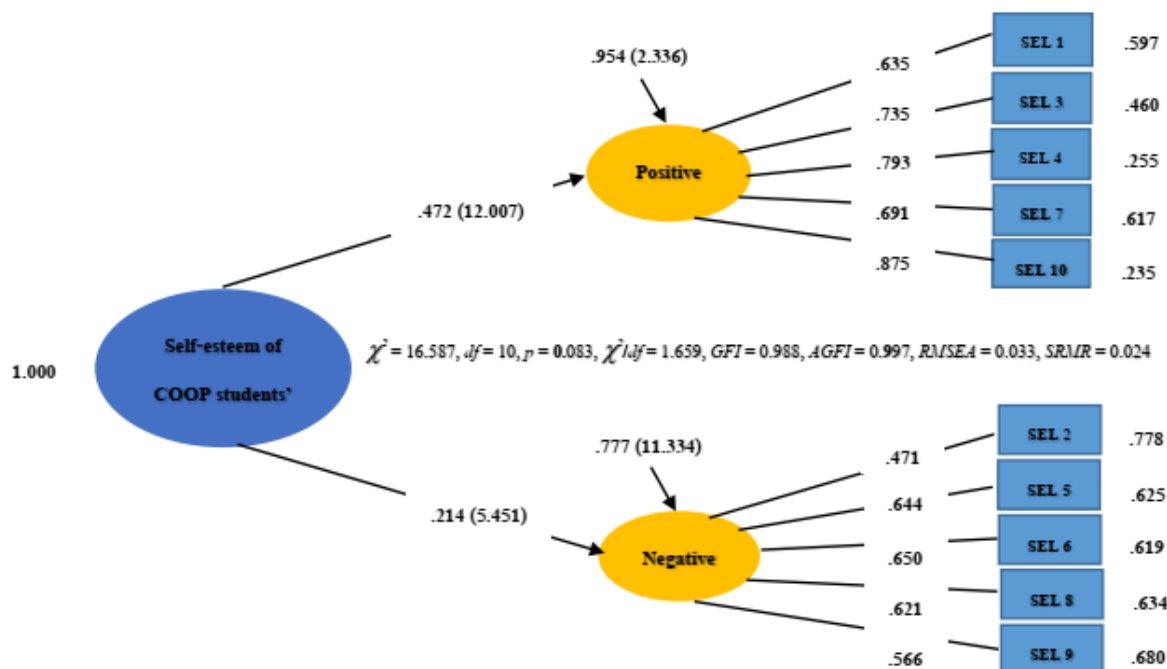 .954 (2.336)
.635
SEL 1
.597
.735
SEL 3
.460
Positive
.793
SEL 4
.255
.472 (12.007)
.691
SEL 7
.617
.875
SEL 10
.235
1.000
Self-esteem of
COOP students’
χ² = 16.587, df = 10, p = 0.083, χ²/df = 1.659, GFI = 0.988, AGFI = 0.997, RMSEA = 0.033, SRMR = 0.024
.777 (11.334)
.471
SEL 2
.778
.644
SEL 5
.625
.214 (5.451)
Negative
.650
SEL 6
.619
.621
SEL 8
.634
.566
SEL 9
.680